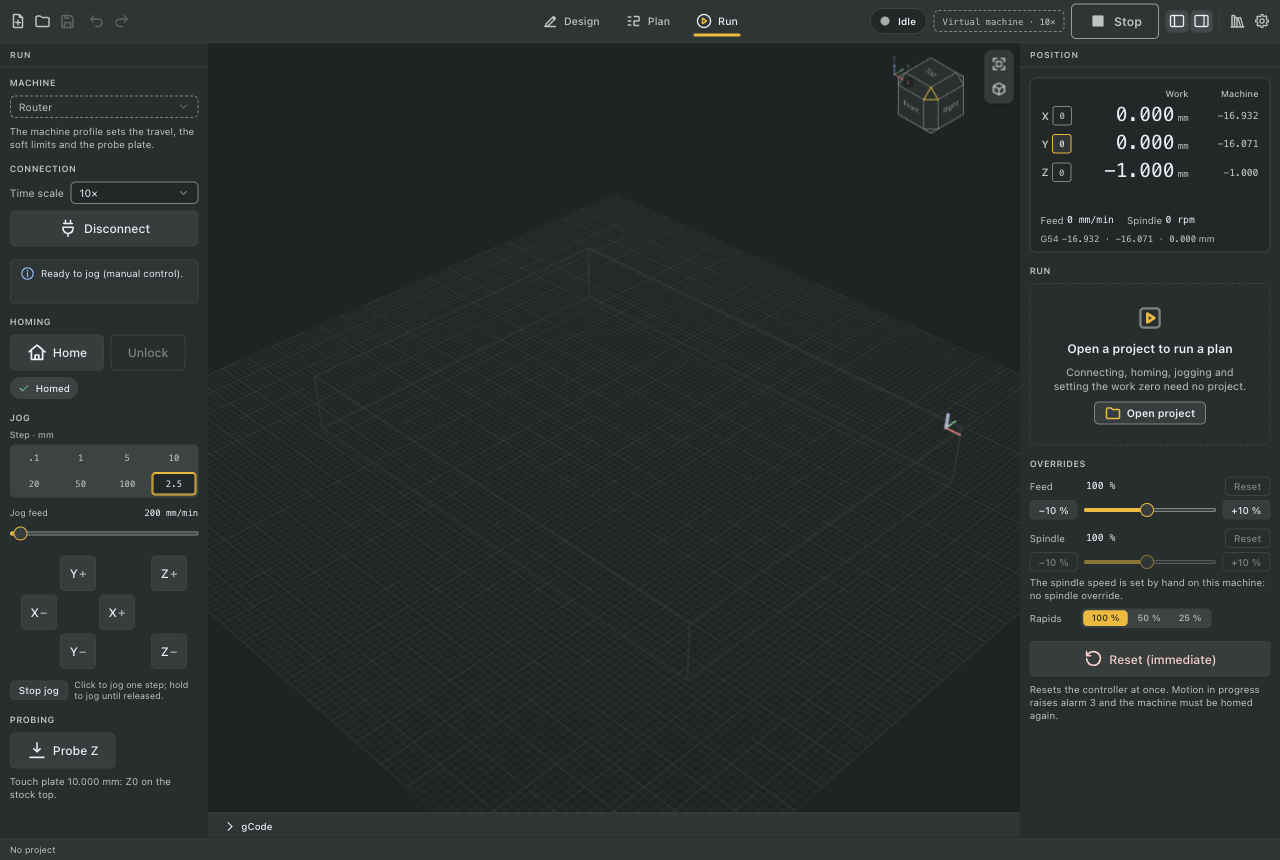 Design
Plan
Run
Idle
Virtual machine · 10×
Stop
RUN
MACHINE
Router
The machine profile sets the travel, the
soft limits and the probe plate.
CONNECTION
Time scale
10×
Disconnect
Ready to jog (manual control).
HOMING
Home
Unlock
Homed
JOG
Step · mm
.1 1 5 10
20 50 100 2.5
Jog feed
200 mm/min
Y+
Z+
X−
X+
Y−
Z−
Stop jog
Click to jog one step; hold
to jog until released.
PROBING
Probe Z
Touch plate 10.000 mm: Z0 on the
stock top.
Front
Right
gCode
POSITION
Work Machine
X 0 0.000 mm −16.932
Y 0 0.000 mm −16.071
Z 0 −1.000 mm −1.000
Feed 0 mm/min Spindle 0 rpm
G54 −16.932 · −16.071 · 0.000 mm
RUN
Open a project to run a plan
Connecting, homing, jogging and
setting the work zero need no project.
Open project
OVERRIDES
Feed 100 % Reset
−10 % +10 %
Spindle 100 % Reset
−10 % +10 %
The spindle speed is set by hand on this machine:
no spindle override.
Rapids 100 % 50 % 25 %
Reset (immediate)
Resets the controller at once. Motion in progress
raises alarm 3 and the machine must be homed
again.
No project